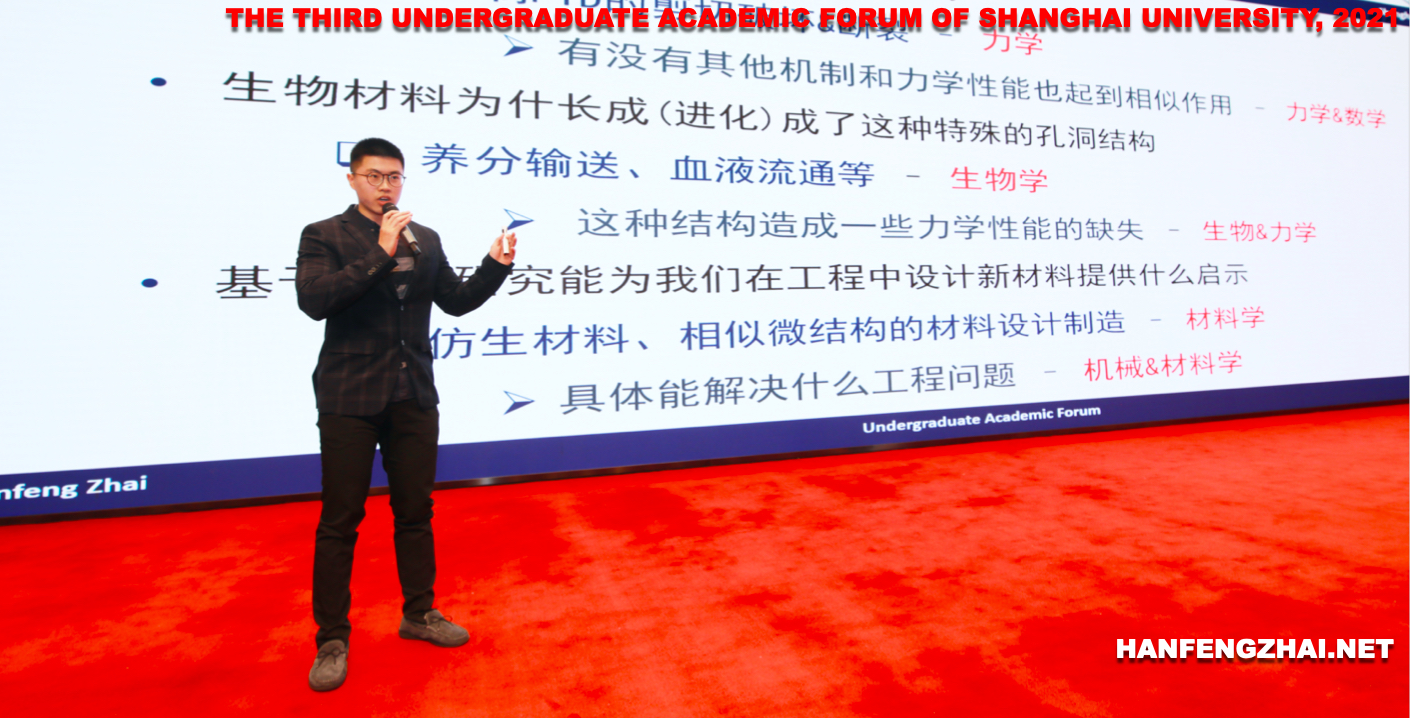 THE THIRD UNDERGRADUATE ACADEMIC FORUM OF SHANGHAI UNIVERSITY, 2021
力学
有没有其他机制和力学性能也起到相似作用 - 力学&数学
生物材料为什长成(进化)成了这种特殊的孔洞结构
养分输送、血液流通等 - 生物学
这种结构造成一些力学性能的缺失 - 生物&力学
基 究能为我们在工程中设计新材料提供什么启示
仿生材料、相似微结构的材料设计制造 - 材料学
具体能解决什么工程问题 - 机械&材料学
Undergraduate Academic Forum
nfeng Zhai
HANFENGZHAI.NET